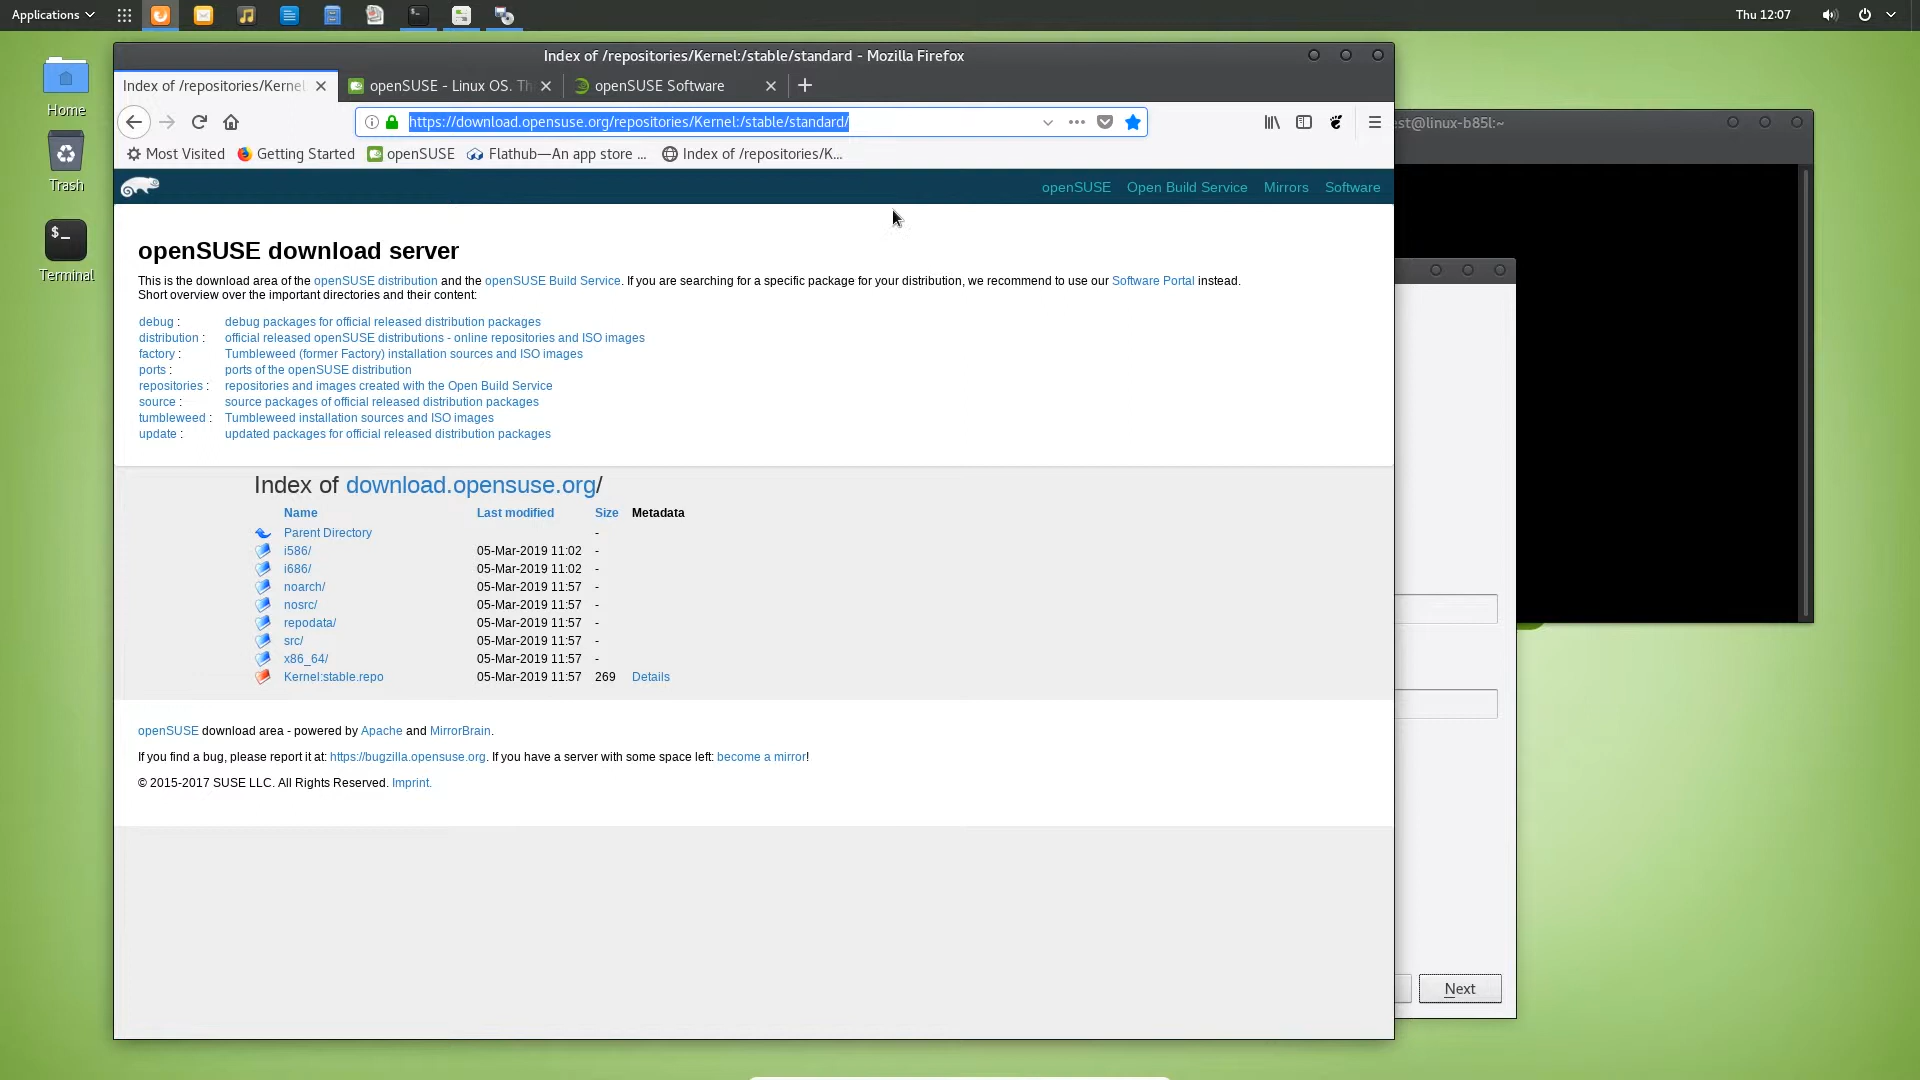 Applications
Thu 12:07
Home
Trash
$_
Terminal
Index of /repositories/Kernel:/stable/standard - Mozilla Firefox
Index of /repositories/Kernel
openSUSE - Linux OS. Th
openSUSE Software
https://download.opensuse.org/repositories/Kernel:/stable/standard/
Most Visited
Getting Started
openSUSE
Flathub—An app store ...
Index of /repositories/K...
est@linux-b85l:~
openSUSE
Open Build Service
Mirrors
Software
openSUSE download server
This is the download area of the openSUSE distribution and the openSUSE Build Service. If you are searching for a specific package for your distribution, we recommend to use our Software Portal instead.
Short overview over the important directories and their content:
debug : debug packages for official released distribution packages
distribution : official released openSUSE distributions - online repositories and ISO images
factory : Tumbleweed (former Factory) installation sources and ISO images
ports : ports of the openSUSE distribution
repositories : repositories and images created with the Open Build Service
source : source packages of official released distribution packages
tumbleweed : Tumbleweed installation sources and ISO images
update : updated packages for official released distribution packages
Index of download.opensuse.org/
Name Last modified Size Metadata
Parent Directory -
i586/ 05-Mar-2019 11:02 -
i686/ 05-Mar-2019 11:02 -
noarch/ 05-Mar-2019 11:57 -
nosrc/ 05-Mar-2019 11:57 -
repodata/ 05-Mar-2019 11:57 -
src/ 05-Mar-2019 11:57 -
x86_64/ 05-Mar-2019 11:57 -
Kernel:stable.repo 05-Mar-2019 11:57 269 Details
openSUSE download area - powered by Apache and MirrorBrain.
If you find a bug, please report it at: https://bugzilla.opensuse.org. If you have a server with some space left: become a mirror!
© 2015-2017 SUSE LLC. All Rights Reserved. Imprint.
Next